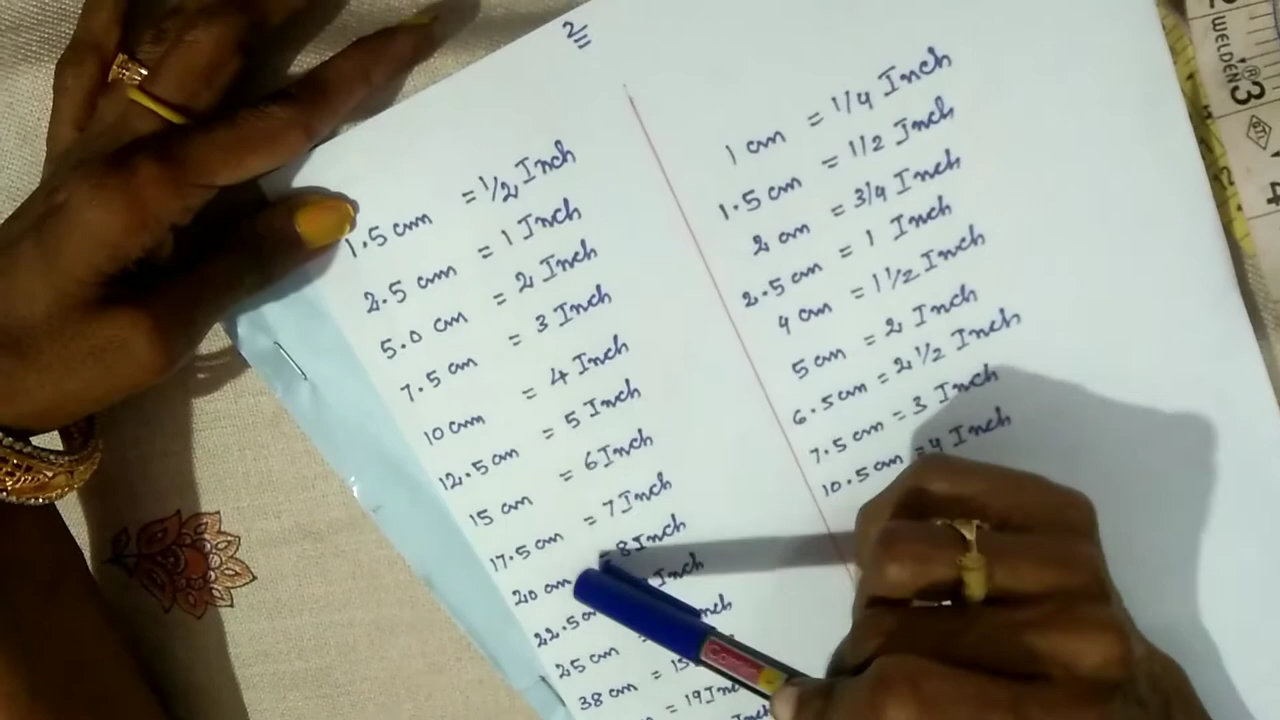 2
1.5 cm = 1/2 Inch
2.5 cm = 1 Inch
5.0 cm = 2 Inch
7.5 cm = 3 Inch
10 cm = 4 Inch
12.5 cm = 5 Inch
15 cm = 6 Inch
17.5 cm = 7 Inch
20 cm = 8 Inch
22.5 Inch
25 cm
38 cm = 15
= 19 Inch
1 cm = 1/4 Inch
1.5 cm = 1/2 Inch
2 cm = 3/4 Inch
2.5 cm = 1 Inch
4 cm = 1 1/2 Inch
5 cm = 2 Inch
6.5 cm = 2 1/2 Inch
7.5 cm = 3 Inch
10.5 cm = 4 Inch
WELDEN®
3
4